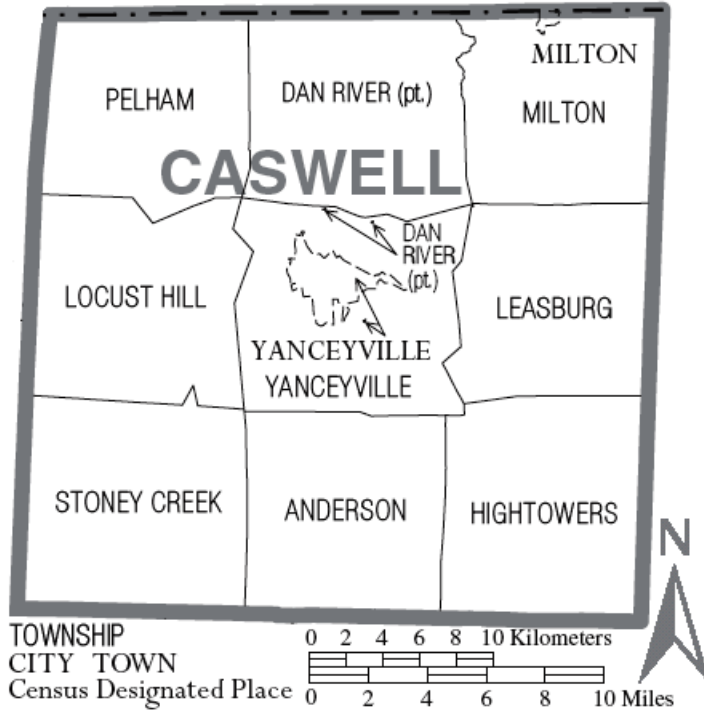 MILTON
PELHAM
DAN RIVER (pt.)
MILTON
CASWELL
DAN
RIVER
(pt.)
LOCUST HILL
LEASBURG
YANCEYVILLE
YANCEYVILLE
STONEY CREEK
ANDERSON
HIGHTOWERS
N
TOWNSHIP
CITY TOWN
Census Designated Place
0 2 4 6 8 10 Kilometers
0 2 4 6 8 10 Miles